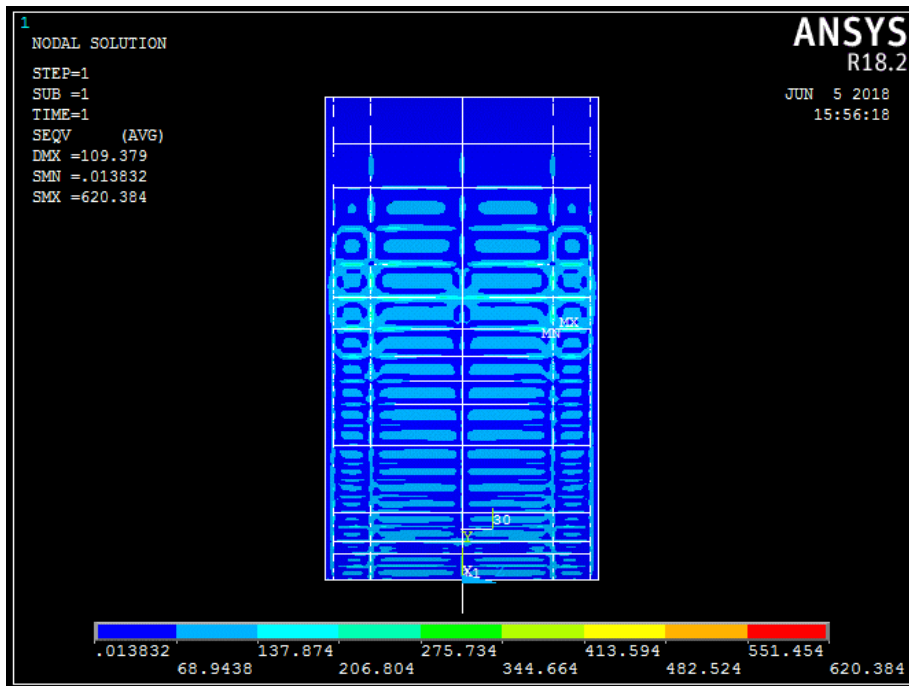 1
NODAL SOLUTION
STEP=1
SUB =1
TIME=1
SEQV (AVG)
DMX =109.379
SMN =.013832
SMX =620.384
ANSYS
R18.2
JUN 5 2018
15:56:18
MX
MN
30
Y
X1
Z
.013832 137.874 275.734 413.594 551.454
68.9438 206.804 344.664 482.524 620.384